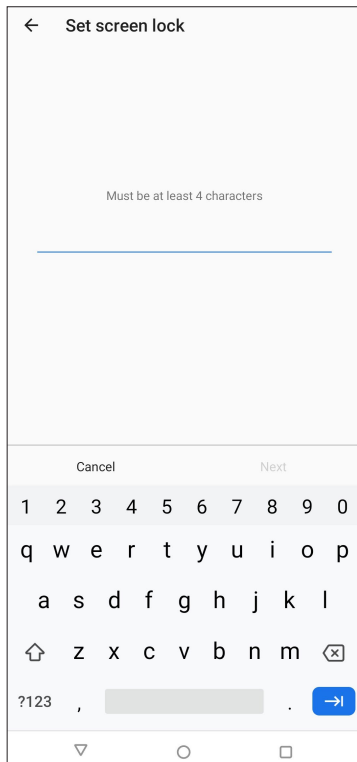 Set screen lock
Must be at least 4 characters
Cancel Next
1 2 3 4 5 6 7 8 9 0
q w e r t y u i o p
a s d f g h j k l
z x c v b n m
?123 , .